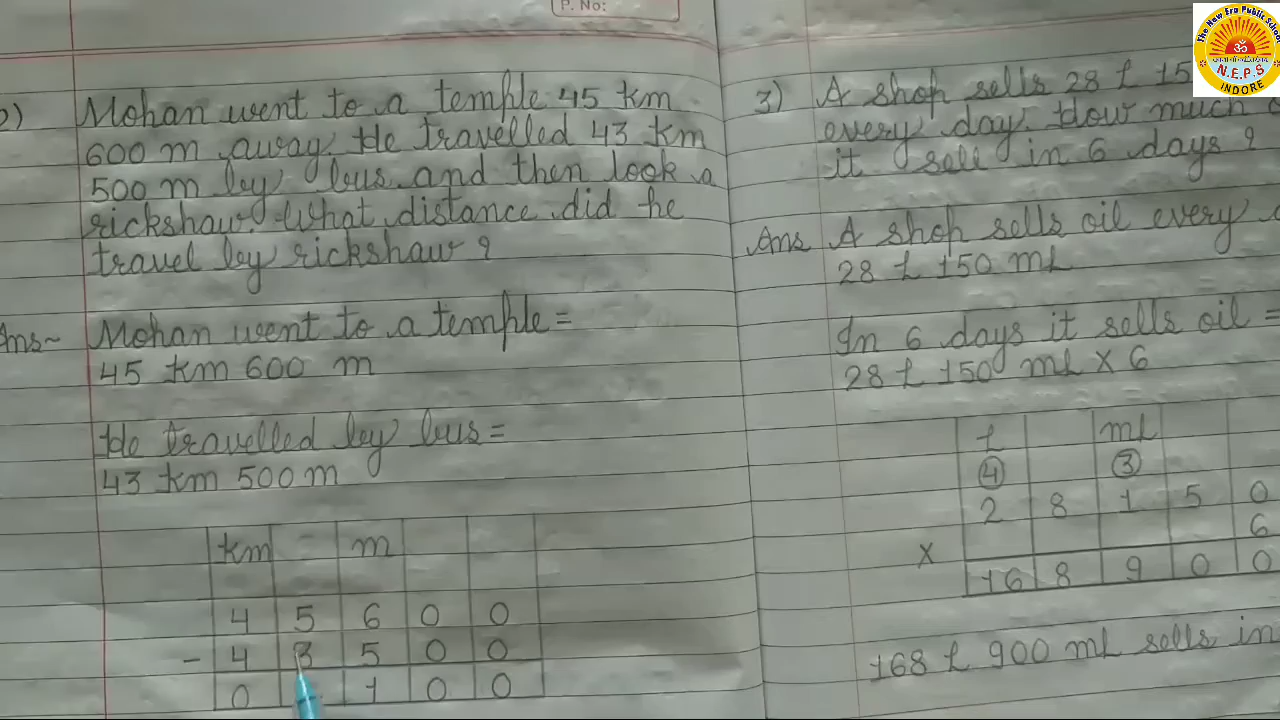 P. No:
2) Mohan went to a temple 45 km
600 m away. He travelled 43 km
500 m by bus and then look a
rickshaw. What distance did he
travel by rickshaw ?
Ans~ Mohan went to a temple =
45 km 600 m
He travelled by bus =
43 km 500 m
km m
4 5 6 0 0
- 4 3 5 0 0
0 1 0 0
3) A shop sells 28 l 15
every day. How much
it sell in 6 days ?
Ans A shop sells oil every
28 l 150 ml
In 6 days it sells oil =
28 l 150 ml x 6
l ml
4 3
2 8 1 5 0
x 6
16 8 9 0 0
168 l 900 ml sells in
The New Era Public School
ॐ
N.E.P.S
INDORE